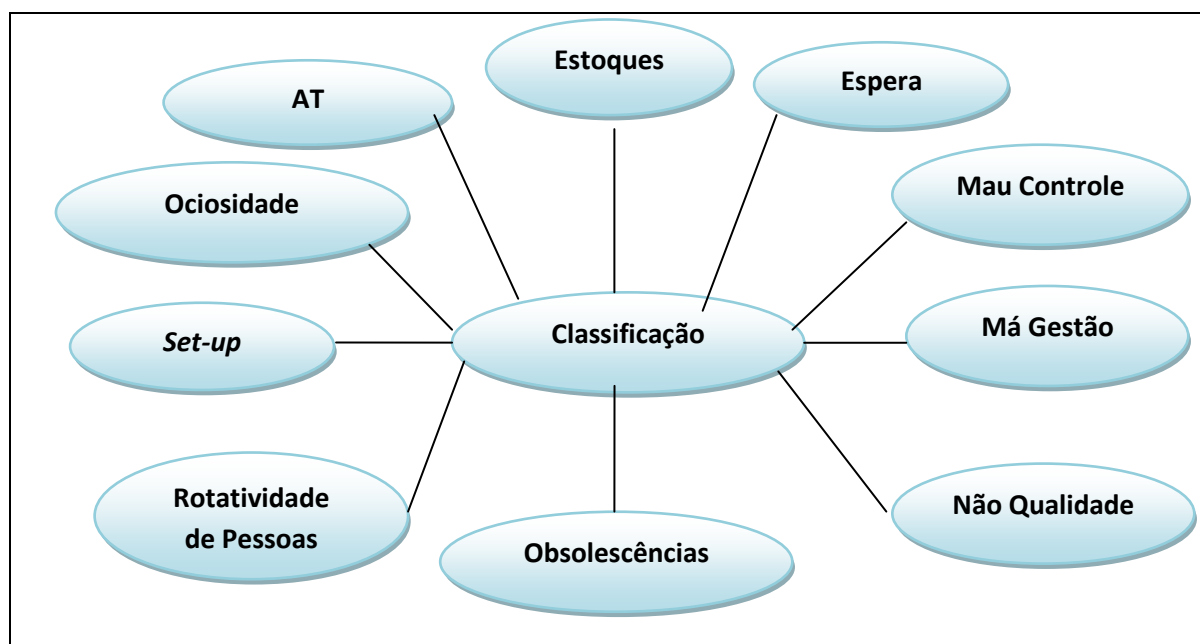 Estoques
Espera
AT
Mau Controle
Ociosidade
Classificação
Má Gestão
Set-up
Rotatividade
de Pessoas
Não Qualidade
Obsolescências